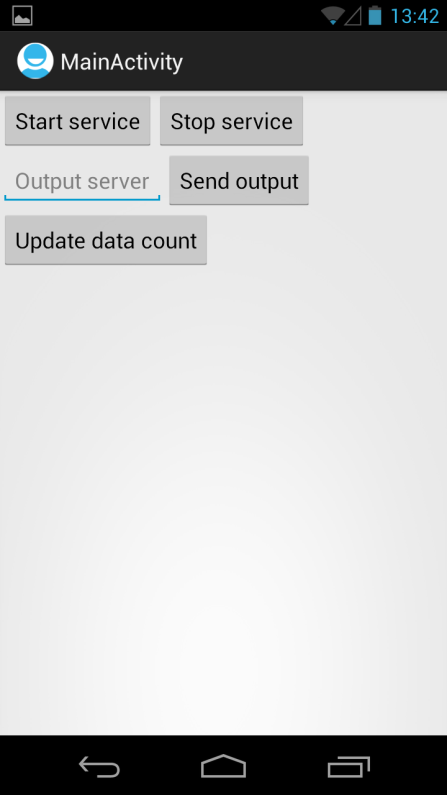 13:42
MainActivity
Start service Stop service
Output server Send output
Update data count